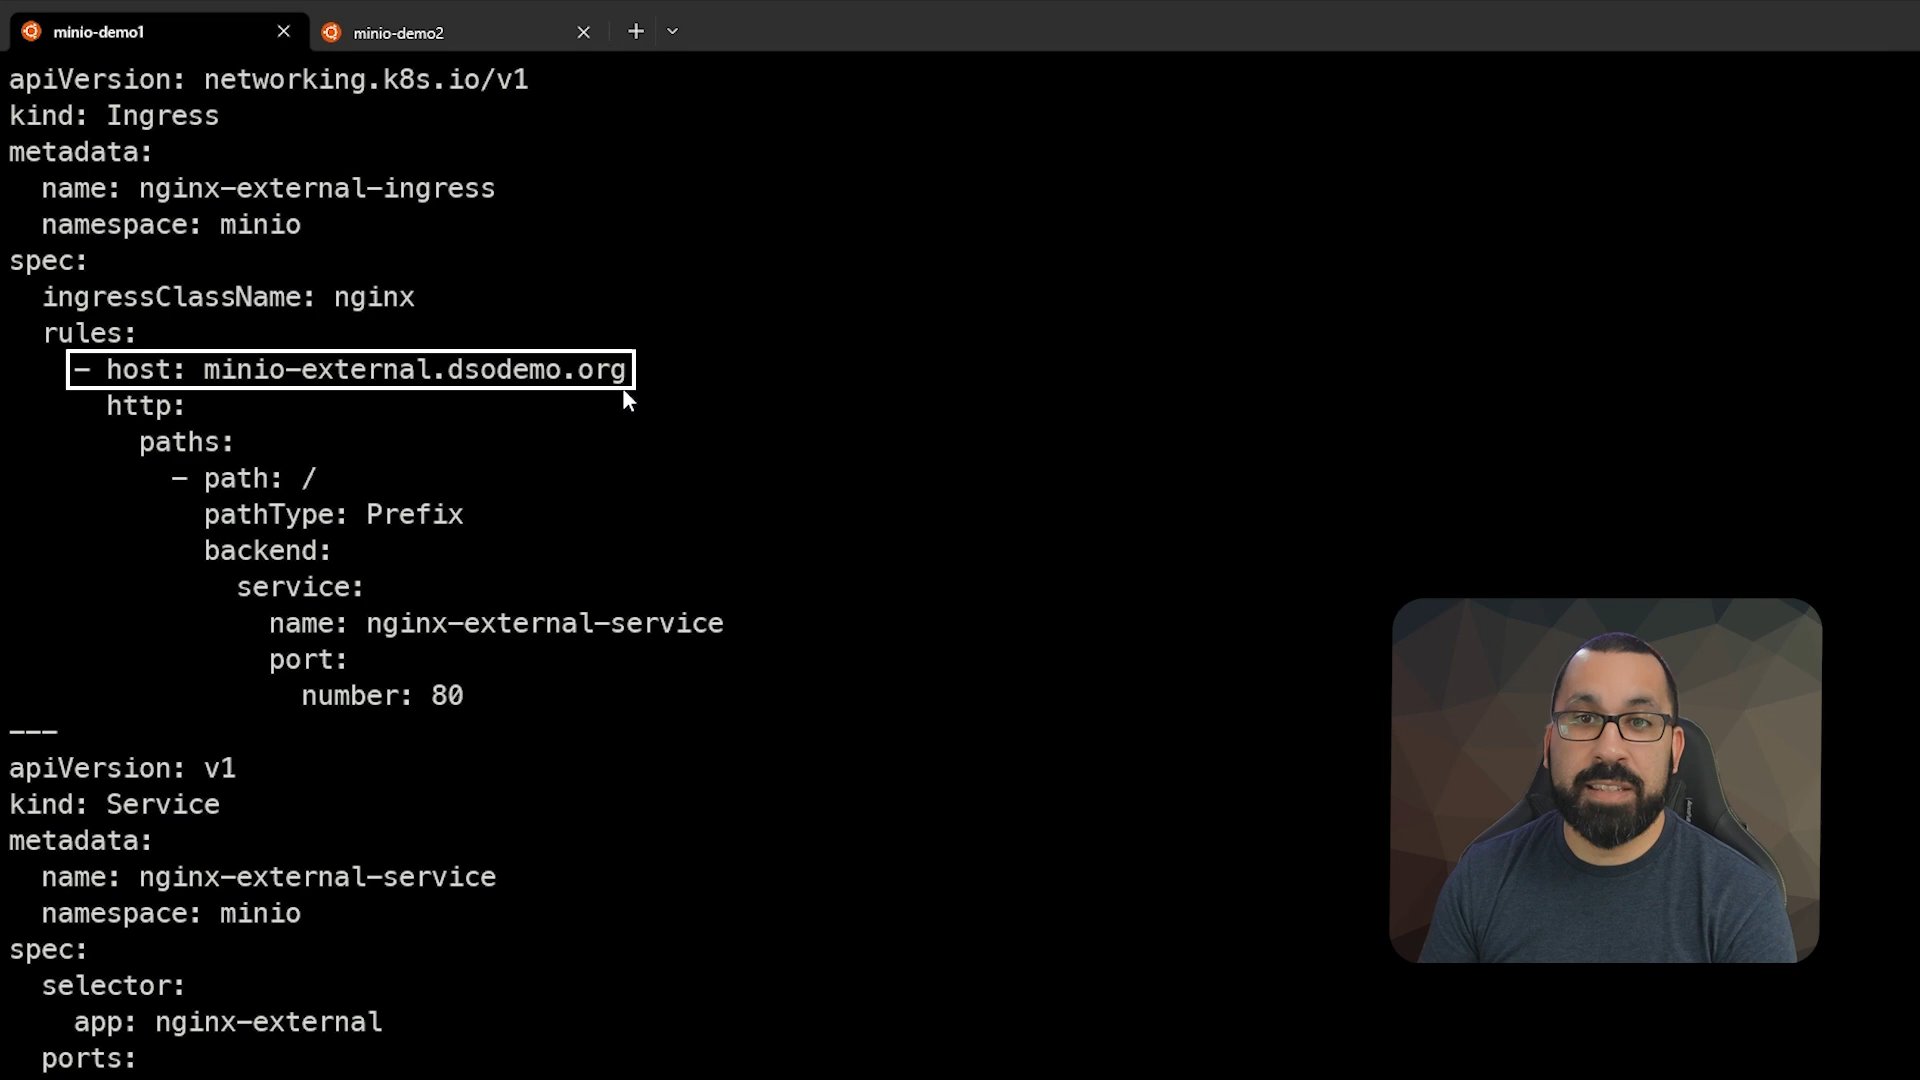 minio-demo1
minio-demo2
apiVersion: networking.k8s.io/v1
kind: Ingress
metadata:
  name: nginx-external-ingress
  namespace: minio
spec:
  ingressClassName: nginx
  rules:
    - host: minio-external.dsodemo.org
      http:
        paths:
          - path: /
            pathType: Prefix
            backend:
              service:
                name: nginx-external-service
                port:
                  number: 80
---
apiVersion: v1
kind: Service
metadata:
  name: nginx-external-service
  namespace: minio
spec:
  selector:
    app: nginx-external
  ports: